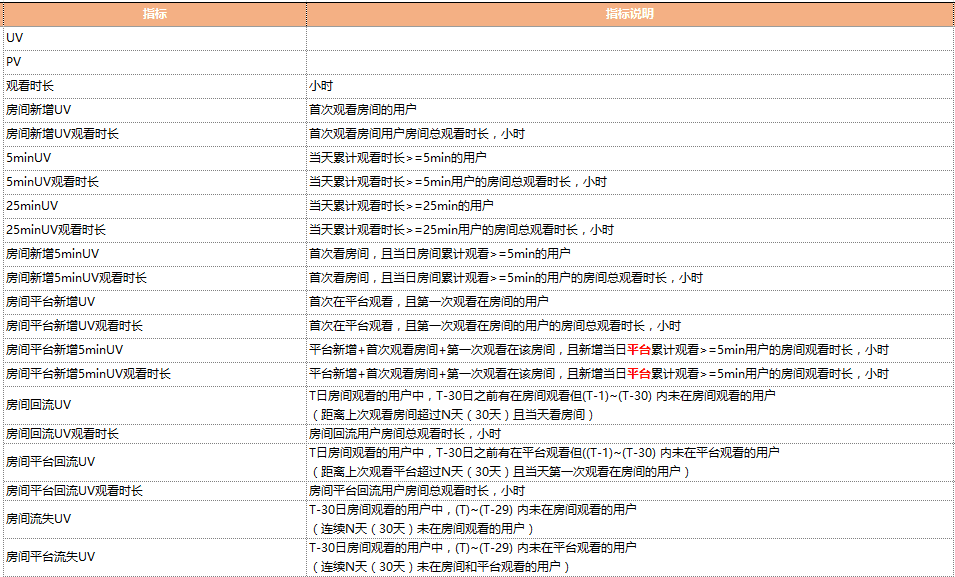 指标 指标说明
UV
PV
观看时长 小时
房间新增UV 首次观看房间的用户
房间新增UV观看时长 首次观看房间用户房间总观看时长，小时
5minUV 当天累计观看时长>=5min的用户
5minUV观看时长 当天累计观看时长>=5min用户的房间总观看时长，小时
25minUV 当天累计观看时长>=25min的用户
25minUV观看时长 当天累计观看时长>=25min用户的房间总观看时长，小时
房间新增5minUV 首次看房间，且当日房间累计观看>=5min的用户
房间新增5minUV观看时长 首次看房间，且当日房间累计观看>=5min的用户的房间总观看时长，小时
房间平台新增UV 首次在平台观看，且第一次观看在房间的用户
房间平台新增UV观看时长 首次在平台观看，且第一次观看在房间的用户的房间总观看时长，小时
房间平台新增5minUV 平台新增+首次观看房间+第一次观看在该房间，且新增当日平台累计观看>=5min用户的房间观看时长，小时
房间平台新增5minUV观看时长 平台新增+首次观看房间+第一次观看在该房间，且新增当日平台累计观看>=5min用户的房间观看时长，小时
房间回流UV T日房间观看的用户中，T-30日之前有在房间观看但(T-1)~(T-30) 内未在房间观看的用户
（距离上次观看房间超过N天（30天）且当天看房间）
房间回流UV观看时长 房间回流用户房间总观看时长，小时
房间平台回流UV T日房间观看的用户中，T-30日之前有在平台观看但((T-1)~(T-30) 内未在平台观看的用户
（距离上次观看平台超过N天（30天）且当天第一次观看在房间的用户）
房间平台回流UV观看时长 房间平台回流用户房间总观看时长，小时
房间流失UV T-30日房间观看的用户中，(T)~(T-29) 内未在房间观看的用户
（连续N天（30天）未在房间观看的用户）
房间平台流失UV T-30日房间观看的用户中，(T)~(T-29) 内未在平台观看的用户
（连续N天（30天）未在房间和平台观看的用户）